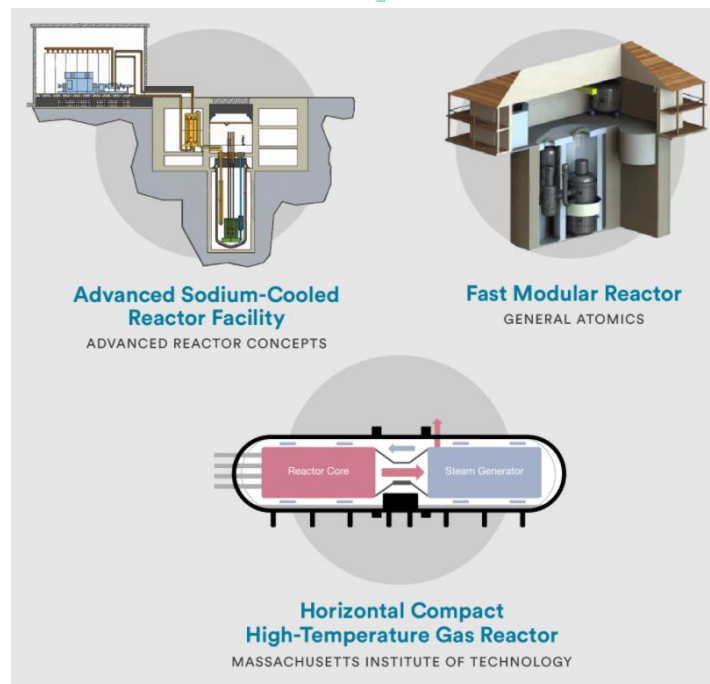 Advanced Sodium-Cooled
Reactor Facility
ADVANCED REACTOR CONCEPTS
Fast Modular Reactor
GENERAL ATOMICS
Reactor Core
Steam Generator
Horizontal Compact
High-Temperature Gas Reactor
MASSACHUSETTS INSTITUTE OF TECHNOLOGY